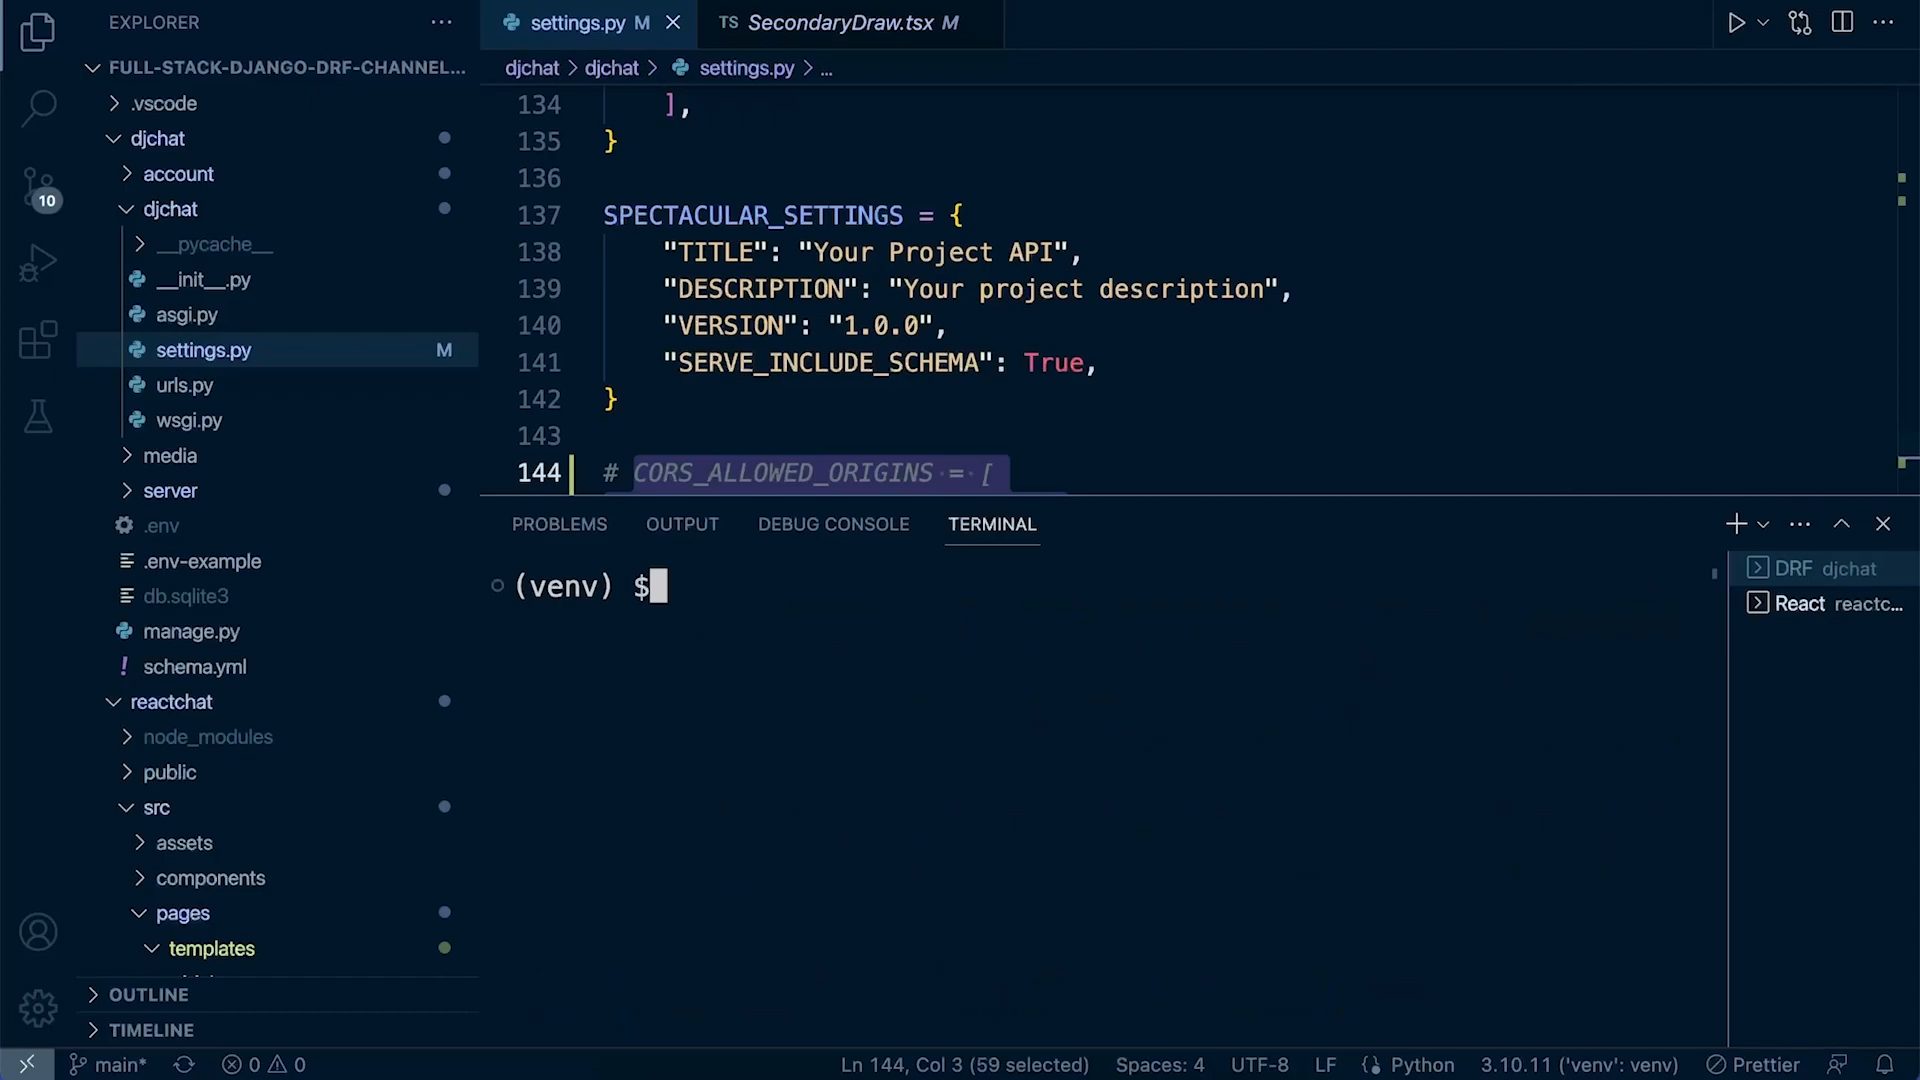 EXPLORER
FULL-STACK-DJANGO-DRF-CHANNEL...
.vscode
djchat
account
djchat
__pycache__
__init__.py
asgi.py
settings.py M
urls.py
wsgi.py
media
server
.env
.env-example
db.sqlite3
manage.py
! schema.yml
reactchat
node_modules
public
src
assets
components
pages
templates
OUTLINE
TIMELINE
10
settings.py M
TS SecondaryDraw.tsx M
djchat > djchat > settings.py > ...
134 ],
135 }
136
137 SPECTACULAR_SETTINGS = {
138 "TITLE": "Your Project API",
139 "DESCRIPTION": "Your project description",
140 "VERSION": "1.0.0",
141 "SERVE_INCLUDE_SCHEMA": True,
142 }
143
144 # CORS_ALLOWED_ORIGINS = [
PROBLEMS OUTPUT DEBUG CONSOLE TERMINAL
(venv) $
DRF djchat
React reactc...
main* 0 0 Ln 144, Col 3 (59 selected) Spaces: 4 UTF-8 LF Python 3.10.11 ('venv': venv) Prettier